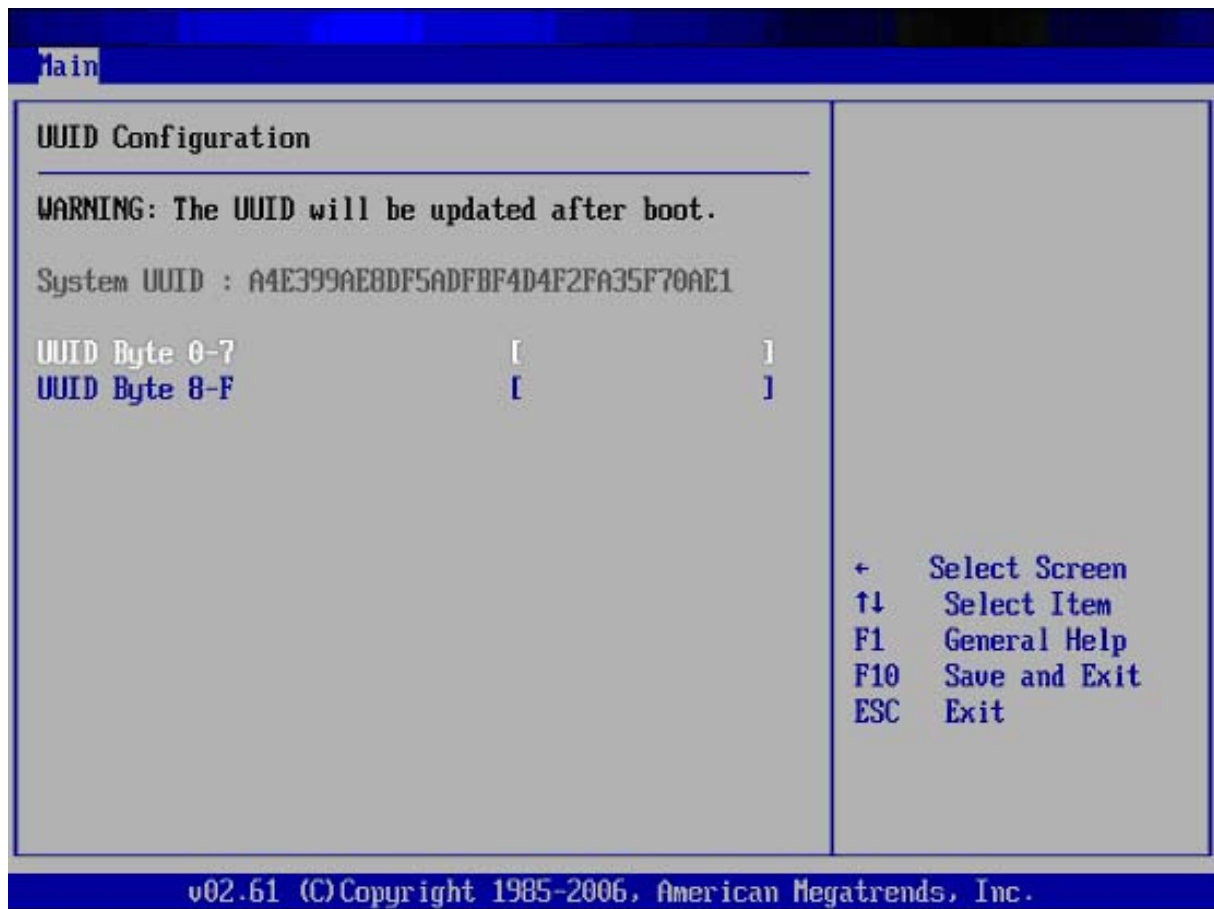 Main
UUID Configuration
WARNING: The UUID will be updated after boot.
System UUID : A4E399AE8DF5ADFBF4D4F2FA35F70AE1
UUID Byte 0-7 [ ]
UUID Byte 8-F [ ]
← Select Screen
↑↓ Select Item
F1 General Help
F10 Save and Exit
ESC Exit
v02.61 (C)Copyright 1985-2006, American Megatrends, Inc.